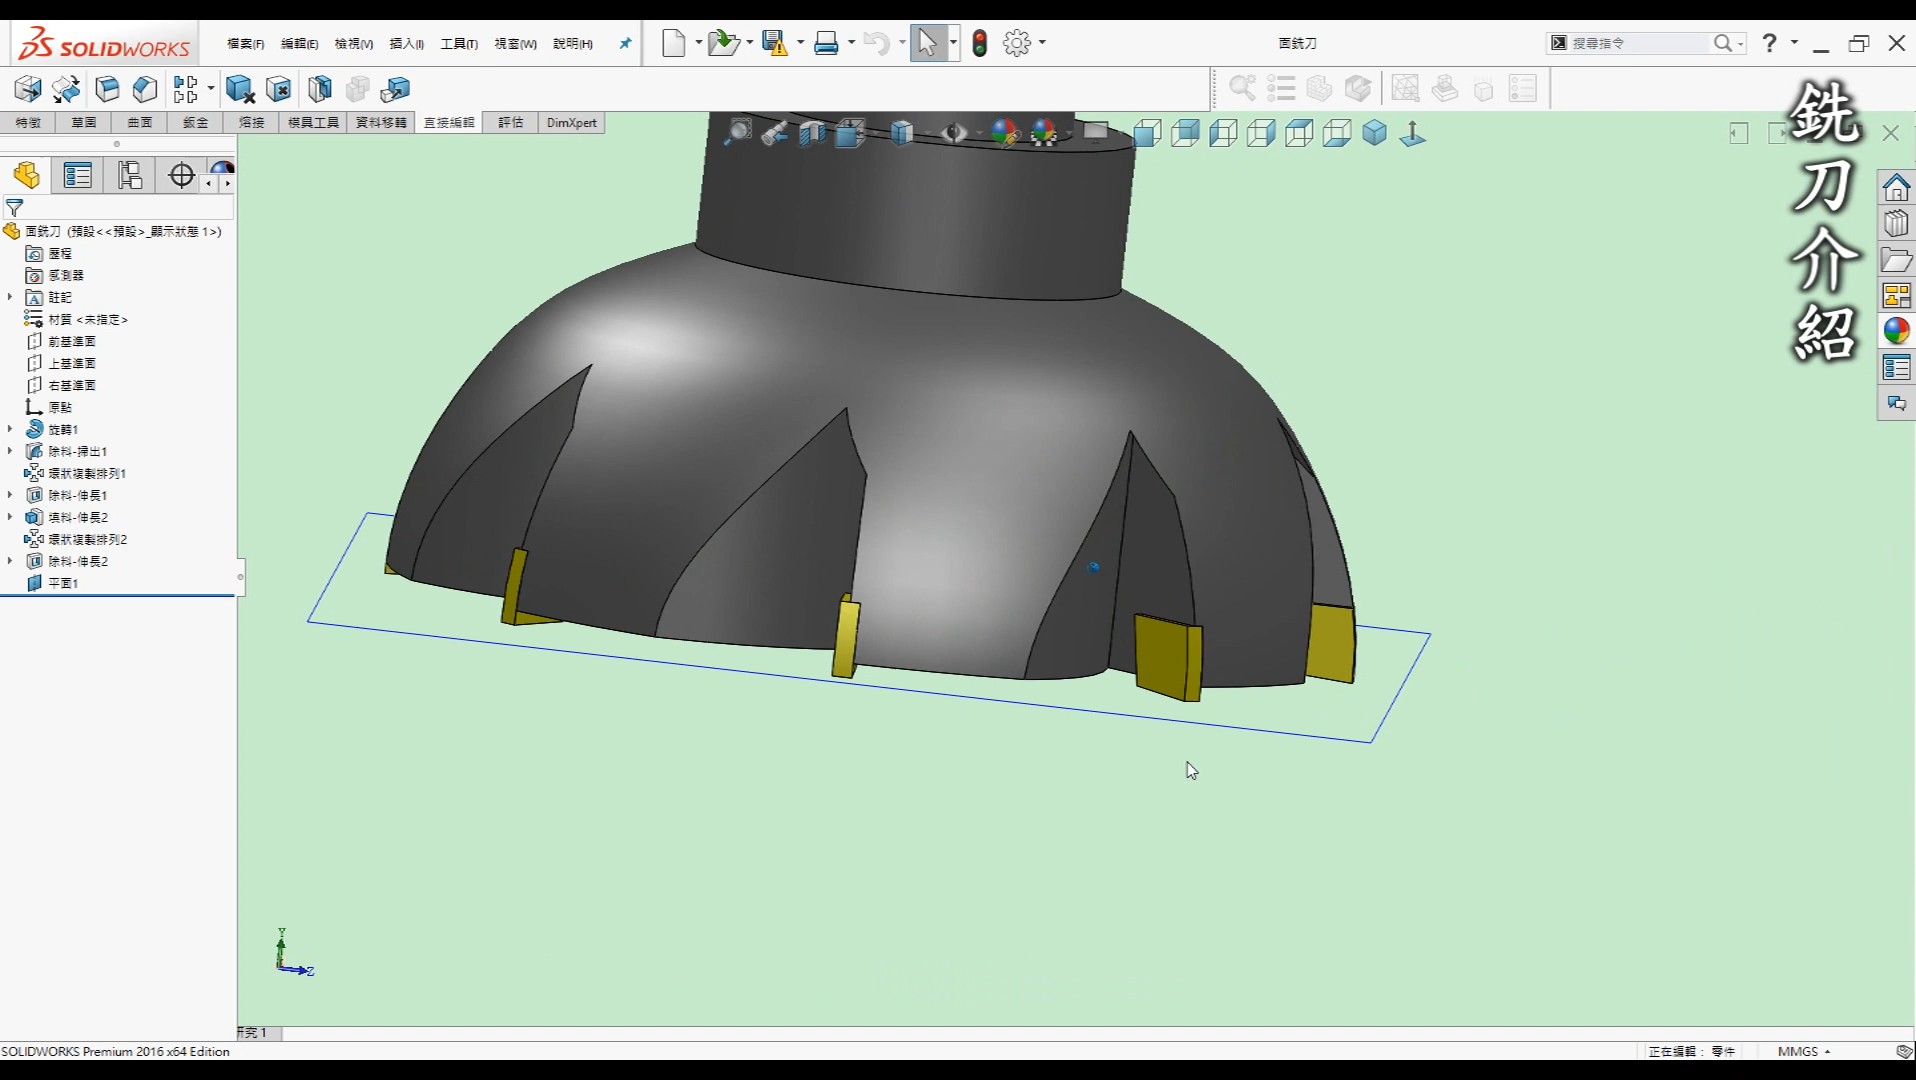 SOLIDWORKS
檔案(F) 編輯(E) 檢視(V) 插入(I) 工具(T) 視窗(W) 說明(H)
面銑刀
搜尋指令
?
特徵 草圖 曲面 鈑金 熔接 模具工具 資料移轉 直接編輯 評估 DimXpert
面銑刀 (預設<<預設>_顯示狀態 1>)
歷程
感測器
註記
材質 <未指定>
前基準面
上基準面
右基準面
原點
旋轉1
除料-掃出1
環狀複製排列1
除料-伸長1
填料-伸長2
環狀複製排列2
除料-伸長2
平面1
銑刀介紹
Y
Z
研究 1
SOLIDWORKS Premium 2016 x64 Edition
正在編輯： 零件
MMGS